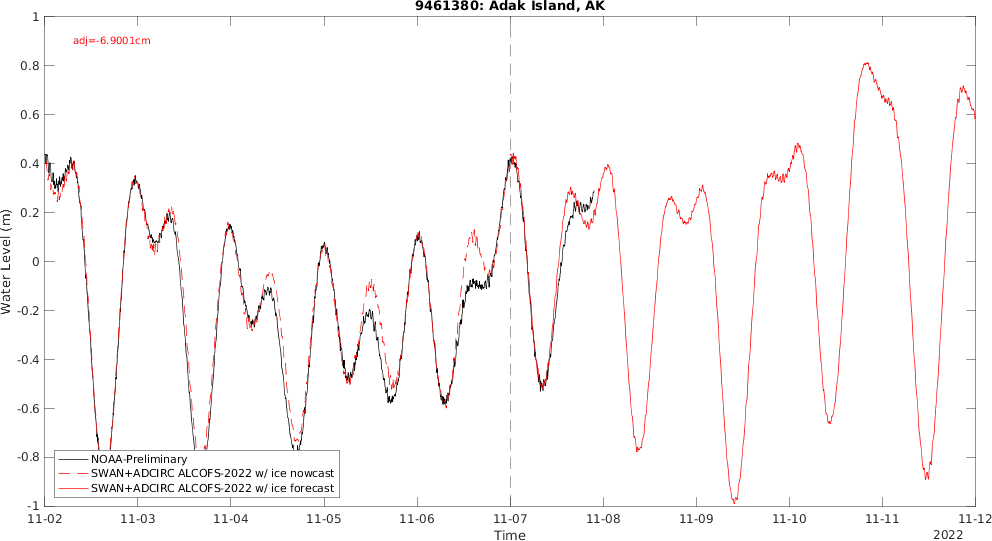 9461380: Adak Island, AK
adj=-6.9001cm
Water Level (m)
1
0.8
0.6
0.4
0.2
0
-0.2
-0.4
-0.6
-0.8
-1
NOAA-Preliminary
SWAN+ADCIRC ALCOFS-2022 w/ ice nowcast
SWAN+ADCIRC ALCOFS-2022 w/ ice forecast
11-02 11-03 11-04 11-05 11-06 11-07 11-08 11-09 11-10 11-11 11-12
Time
2022